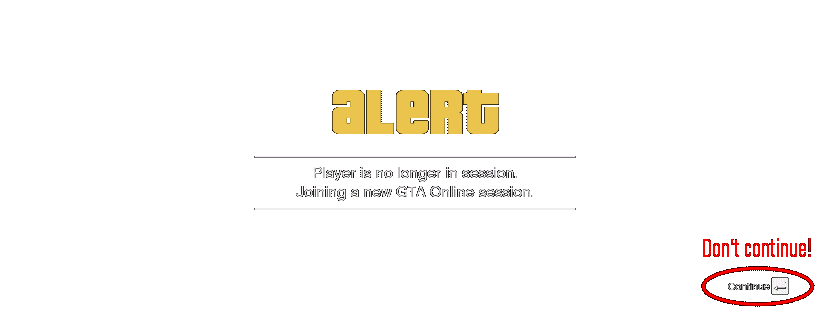 aLeRt
Player is no longer in session.
Joining a new GTA Online session.
Don't continue!
Continue